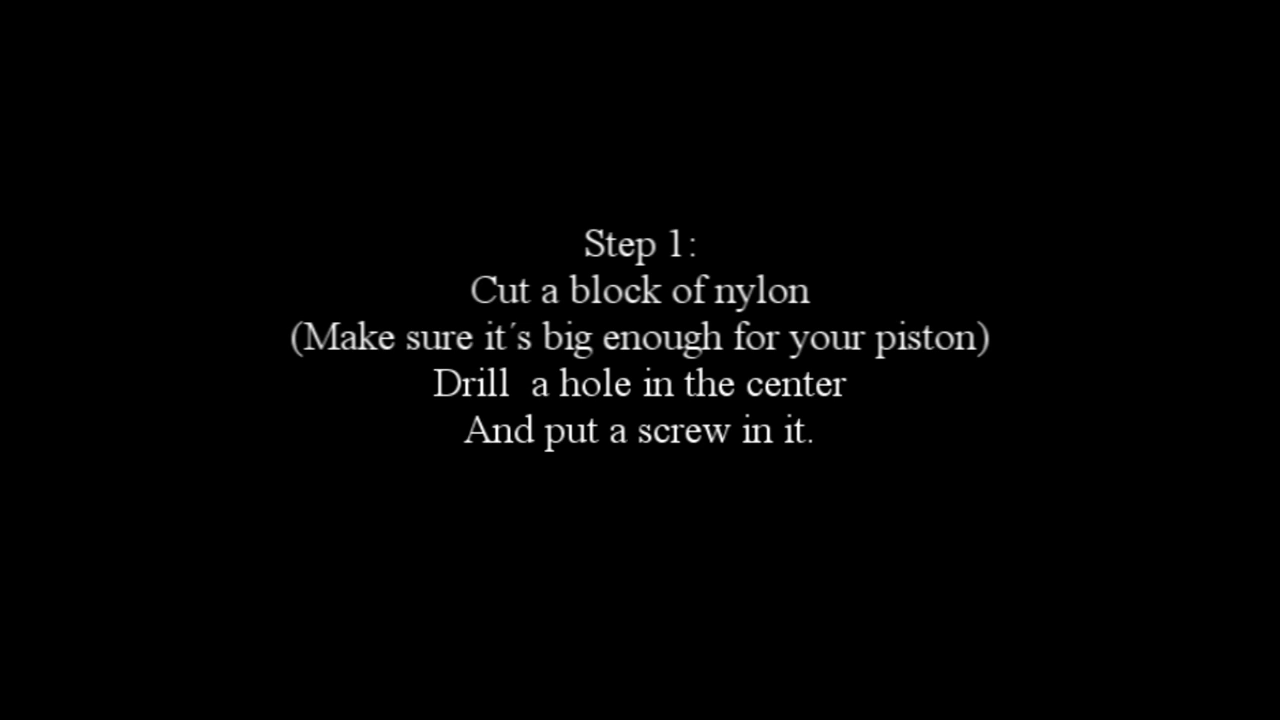 Step 1:
Cut a block of nylon
(Make sure it´s big enough for your piston)
Drill  a hole in the center
And put a screw in it.